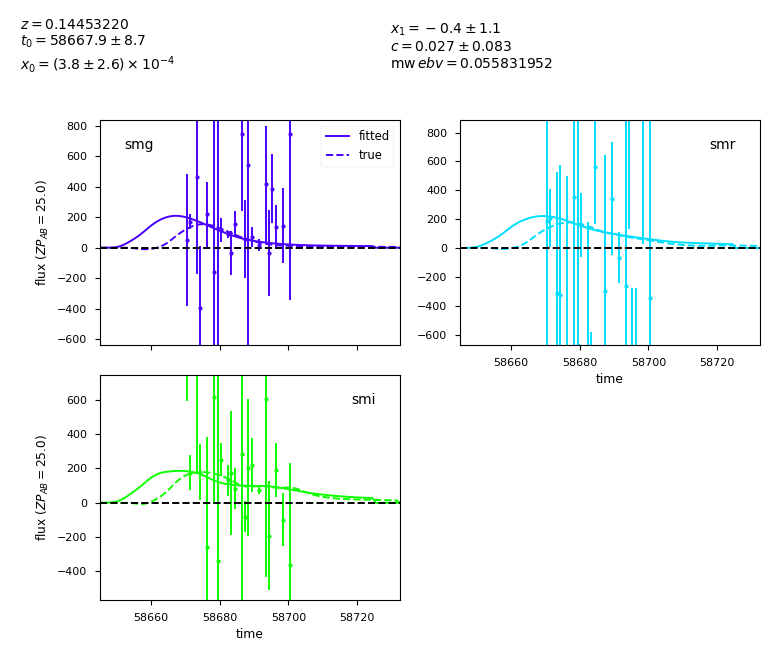 z = 0.14453220
t₀ = 58667.9 ± 8.7
x₀ = (3.8 ± 2.6) × 10⁻⁴
x₁ = −0.4 ± 1.1
c = 0.027 ± 0.083
mw ebv = 0.055831952
smg
fitted
true
800
600
400
200
0
−200
−400
−600
flux (ZP_AB = 25.0)
smr
800
600
400
200
0
−200
−400
−600
58660 58680 58700 58720
time
smi
600
400
200
0
−200
−400
flux (ZP_AB = 25.0)
58660 58680 58700 58720
time